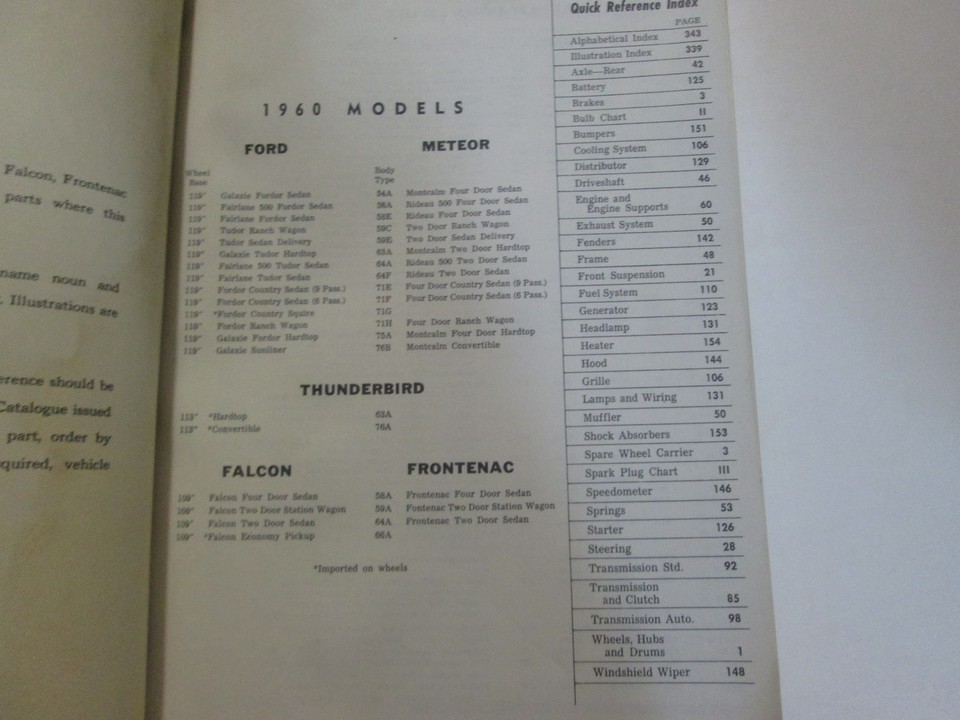 Falcon, Frontenac
parts where this
name noun and
Illustrations are
erence should be
Catalogue issued
part, order by
quired, vehicle
1960 MODELS
FORD METEOR
Wheel Base Body Type
119" Galaxie Fordor Sedan 54A Montcalm Four Door Sedan
119" Fairlane 500 Fordor Sedan 58A Rideau 500 Four Door Sedan
119" Fairlane Fordor Sedan 58E Rideau Four Door Sedan
119" Tudor Ranch Wagon 59C Two Door Ranch Wagon
119" Tudor Sedan Delivery 59E Two Door Sedan Delivery
119" Galaxie Tudor Hardtop 63A Montcalm Two Door Hardtop
119" Fairlane 500 Tudor Sedan 64A Rideau 500 Two Door Sedan
119" Fairlane Tudor Sedan 64F Rideau Two Door Sedan
119" Fordor Country Sedan (9 Pass.) 71E Four Door Country Sedan (9 Pass.)
119" Fordor Country Sedan (6 Pass.) 71F Four Door Country Sedan (6 Pass.)
119" *Fordor Country Squire 71G
119" Fordor Ranch Wagon 71H Four Door Ranch Wagon
119" Galaxie Fordor Hardtop 75A Montcalm Four Door Hardtop
119" Galaxie Sunliner 76B Montcalm Convertible
THUNDERBIRD
113" *Hardtop 63A
113" *Convertible 76A
FALCON FRONTENAC
109" Falcon Four Door Sedan 58A Frontenac Four Door Sedan
109" Falcon Two Door Station Wagon 59A Fontenac Two Door Station Wagon
109" Falcon Two Door Sedan 64A Frontenac Two Door Sedan
109" *Falcon Economy Pickup 66A
*Imported on wheels
Quick Reference Index
PAGE
Alphabetical Index 343
Illustration Index 339
Axle—Rear 42
Battery 125
Brakes 3
Bulb Chart II
Bumpers 151
Cooling System 106
Distributor 129
Driveshaft 46
Engine and
Engine Supports 60
Exhaust System 50
Fenders 142
Frame 48
Front Suspension 21
Fuel System 110
Generator 123
Headlamp 131
Heater 154
Hood 144
Grille 106
Lamps and Wiring 131
Muffler 50
Shock Absorbers 153
Spare Wheel Carrier 3
Spark Plug Chart III
Speedometer 146
Springs 53
Starter 126
Steering 28
Transmission Std. 92
Transmission
and Clutch 85
Transmission Auto. 98
Wheels, Hubs
and Drums 1
Windshield Wiper 148